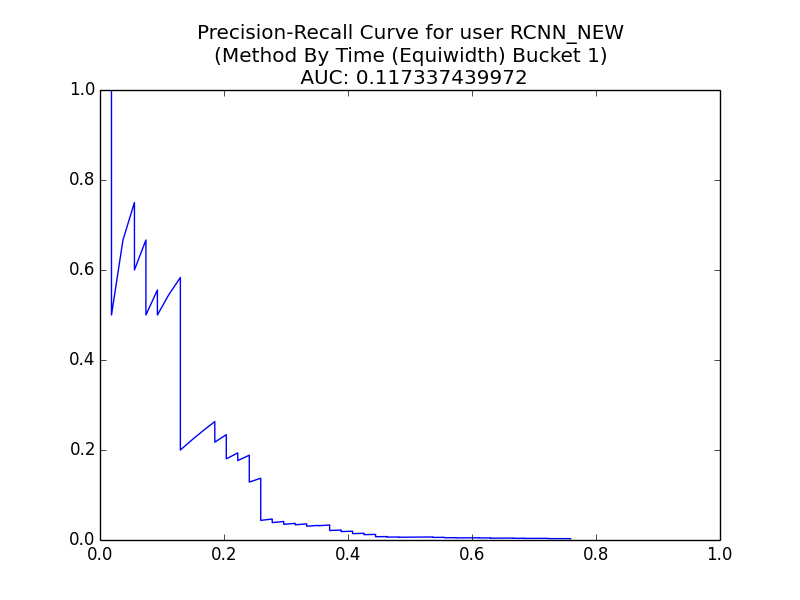 Precision-Recall Curve for user RCNN_NEW
(Method By Time (Equiwidth) Bucket 1)
AUC: 0.117337439972
1.0
0.8
0.6
0.4
0.2
0.0
0.0 0.2 0.4 0.6 0.8 1.0